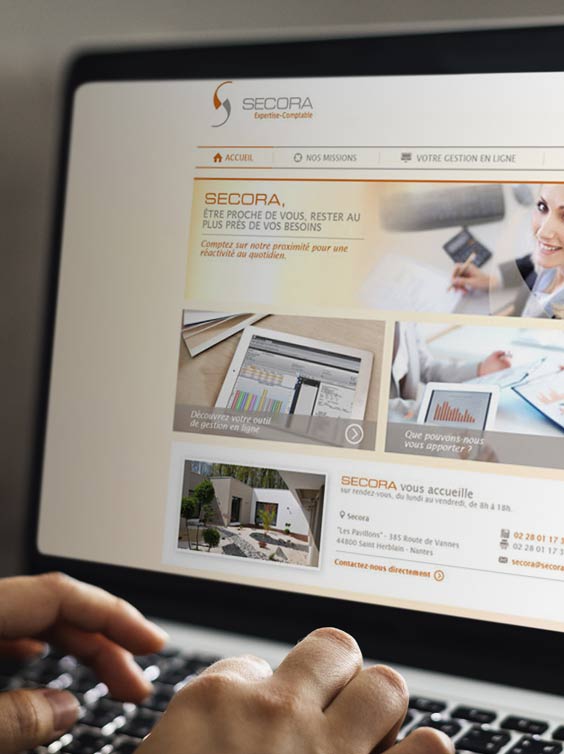 SECORA
Expertise-Comptable
ACCUEIL
NOS MISSIONS
VOTRE GESTION EN LIGNE
SECORA,
ÊTRE PROCHE DE VOUS, RESTER AU
PLUS PRÈS DE VOS BESOINS
Comptez sur notre proximité pour une
réactivité au quotidien.
Découvrez votre outil
de gestion en ligne
Que pouvons-nous
vous apporter ?
SECORA vous accueille
sur rendez-vous, du lundi au vendredi, de 8h à 18h.
Secora
"Les Pavillons" - 385 Route de Vannes
44800 Saint Herblain - Nantes
Contactez-nous directement
02 28 01 17 3
02 28 01 17 3
secora@secora